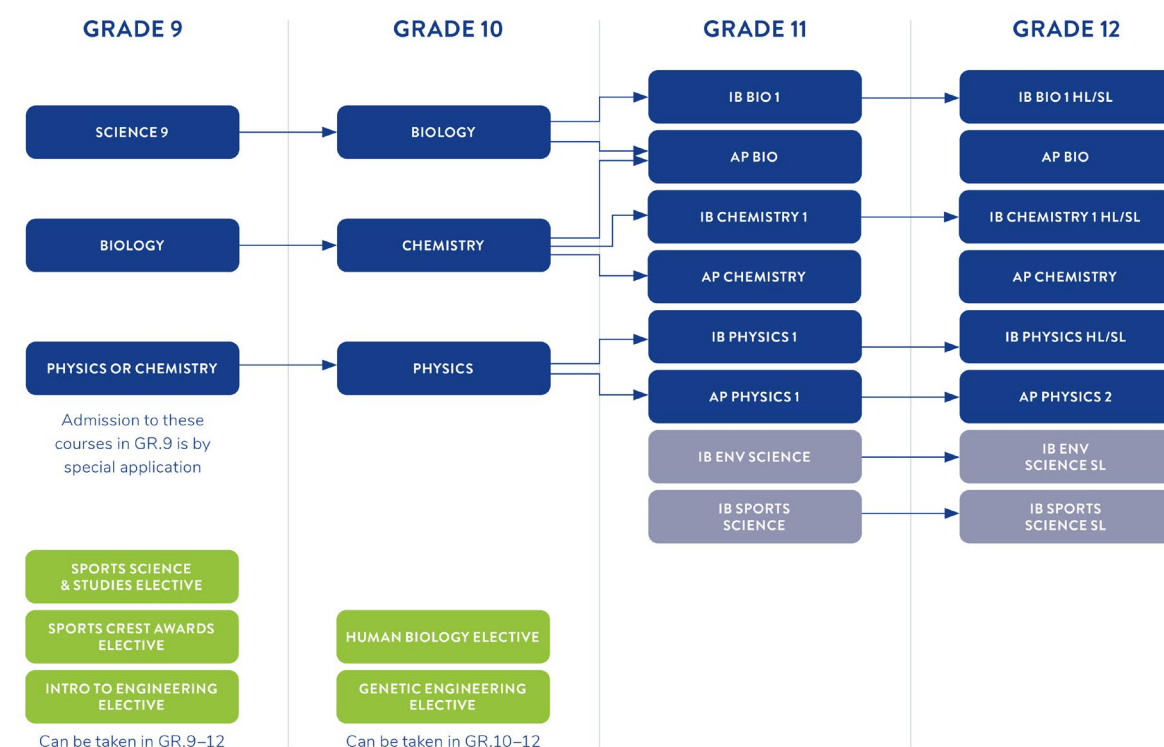 GRADE 9
GRADE 10
GRADE 11
GRADE 12
SCIENCE 9
BIOLOGY
PHYSICS OR CHEMISTRY
Admission to these
courses in GR.9 is by
special application
SPORTS SCIENCE
& STUDIES ELECTIVE
SPORTS CREST AWARDS
ELECTIVE
INTRO TO ENGINEERING
ELECTIVE
Can be taken in GR.9–12
BIOLOGY
CHEMISTRY
PHYSICS
HUMAN BIOLOGY ELECTIVE
GENETIC ENGINEERING
ELECTIVE
Can be taken in GR.10–12
IB BIO 1
AP BIO
IB CHEMISTRY 1
AP CHEMISTRY
IB PHYSICS 1
AP PHYSICS 1
IB ENV SCIENCE
IB SPORTS
SCIENCE
IB BIO 1 HL/SL
AP BIO
IB CHEMISTRY 1 HL/SL
AP CHEMISTRY
IB PHYSICS HL/SL
AP PHYSICS 2
IB ENV
SCIENCE SL
IB SPORTS
SCIENCE SL